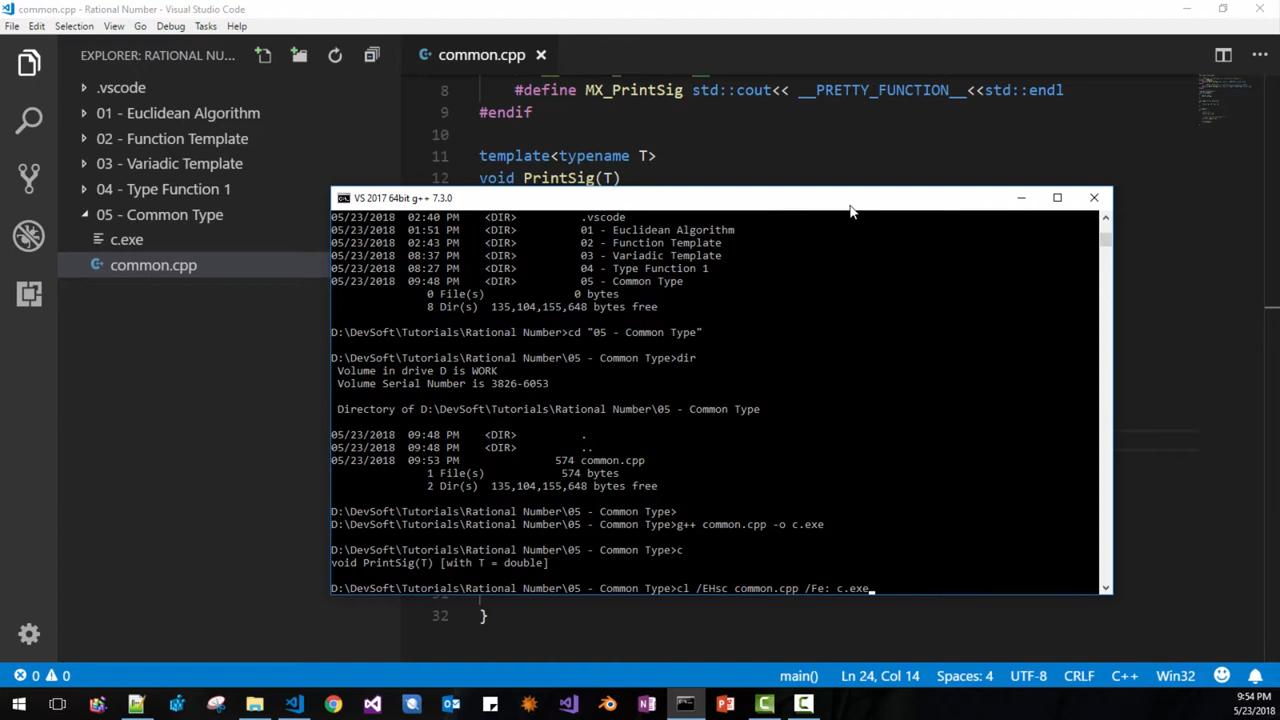 common.cpp - Rational Number - Visual Studio Code
File Edit Selection View Go Debug Tasks Help
EXPLORER: RATIONAL NU...
common.cpp
.vscode
01 - Euclidean Algorithm
02 - Function Template
03 - Variadic Template
04 - Type Function 1
05 - Common Type
c.exe
common.cpp
8 #define MX_PrintSig std::cout<< __PRETTY_FUNCTION__<<std::endl
9 #endif
10
11 template<typename T>
12 void PrintSig(T)
VS 2017 64bit g++ 7.3.0
05/23/2018 02:40 PM <DIR> .vscode
05/23/2018 01:51 PM <DIR> 01 - Euclidean Algorithm
05/23/2018 02:43 PM <DIR> 02 - Function Template
05/23/2018 08:37 PM <DIR> 03 - Variadic Template
05/23/2018 08:27 PM <DIR> 04 - Type Function 1
05/23/2018 09:48 PM <DIR> 05 - Common Type
0 File(s) 0 bytes
8 Dir(s) 135,104,155,648 bytes free
D:\DevSoft\Tutorials\Rational Number>cd "05 - Common Type"
D:\DevSoft\Tutorials\Rational Number\05 - Common Type>dir
Volume in drive D is WORK
Volume Serial Number is 3826-6053
Directory of D:\DevSoft\Tutorials\Rational Number\05 - Common Type
05/23/2018 09:48 PM <DIR> .
05/23/2018 09:48 PM <DIR> ..
05/23/2018 09:53 PM 574 common.cpp
1 File(s) 574 bytes
2 Dir(s) 135,104,155,648 bytes free
D:\DevSoft\Tutorials\Rational Number\05 - Common Type>
D:\DevSoft\Tutorials\Rational Number\05 - Common Type>g++ common.cpp -o c.exe
D:\DevSoft\Tutorials\Rational Number\05 - Common Type>c
void PrintSig(T) [with T = double]
D:\DevSoft\Tutorials\Rational Number\05 - Common Type>cl /EHsc common.cpp /Fe: c.exe
32 }
0 0 main() Ln 24, Col 14 Spaces: 4 UTF-8 CRLF C++ Win32
9:54 PM
5/23/2018